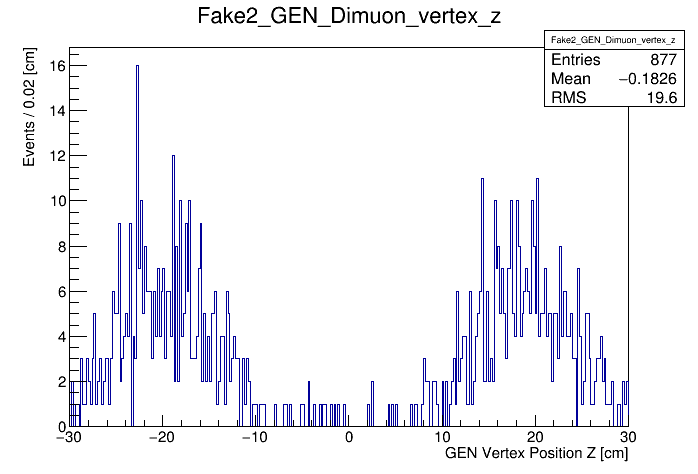 Fake2_GEN_Dimuon_vertex_z
Fake2_GEN_Dimuon_vertex_z
Entries 877
Mean −0.1826
RMS 19.6
Events / 0.02 [cm]
16
14
12
10
8
6
4
2
0
−30 −20 −10 0 10 20 30
GEN Vertex Position Z [cm]